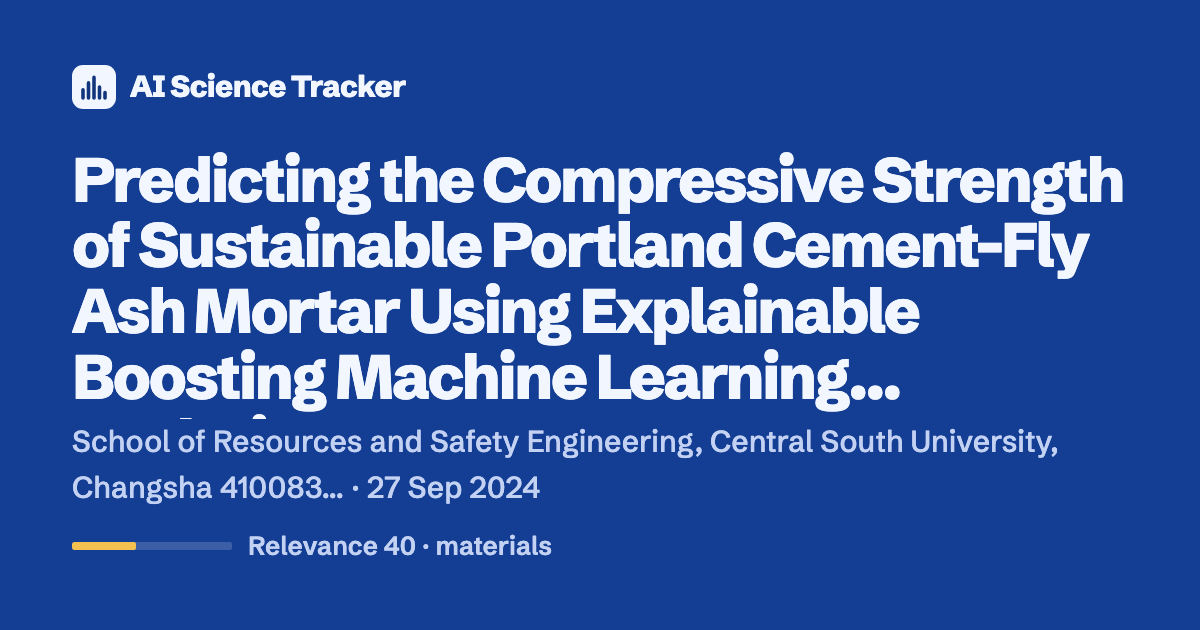 AI Science Tracker
Predicting the Compressive Strength
of Sustainable Portland Cement-Fly
Ash Mortar Using Explainable
Boosting Machine Learning...
School of Resources and Safety Engineering, Central South University,
Changsha 410083... · 27 Sep 2024
Relevance 40 · materials